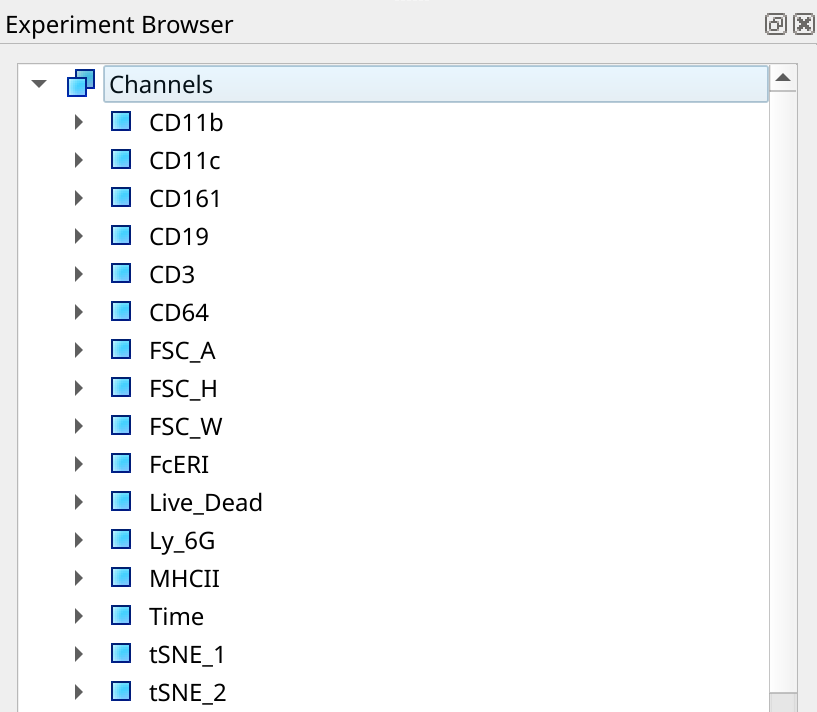 Experiment Browser
Channels
CD11b
CD11c
CD161
CD19
CD3
CD64
FSC_A
FSC_H
FSC_W
FcERI
Live_Dead
Ly_6G
MHCII
Time
tSNE_1
tSNE_2